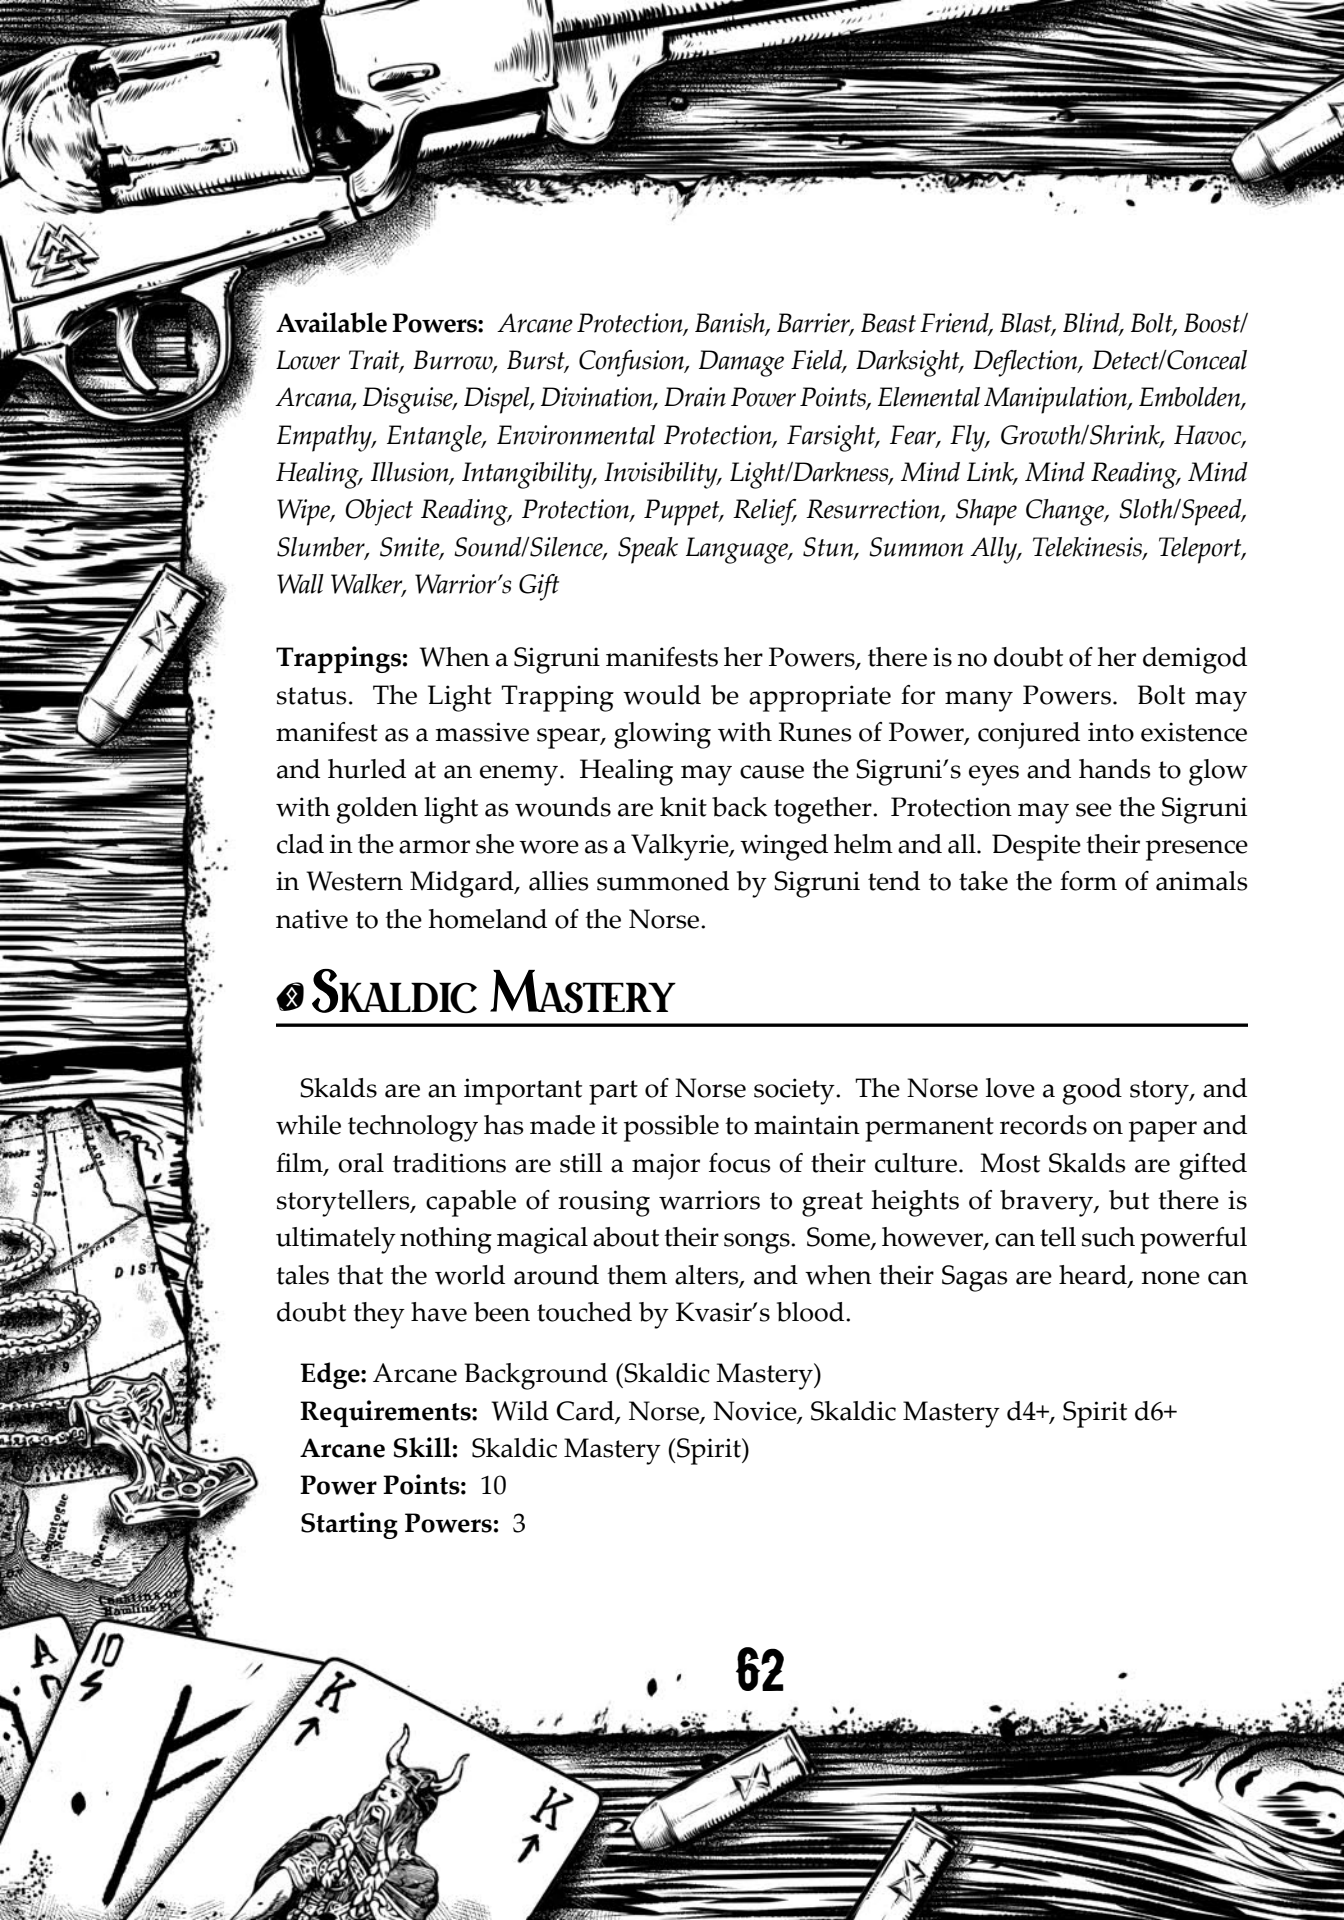 Available Powers: Arcane Protection, Banish, Barrier, Beast Friend, Blast, Blind, Bolt, Boost/
Lower Trait, Burrow, Burst, Confusion, Damage Field, Darksight, Deflection, Detect/Conceal
Arcana, Disguise, Dispel, Divination, Drain Power Points, Elemental Manipulation, Embolden,
Empathy, Entangle, Environmental Protection, Farsight, Fear, Fly, Growth/Shrink, Havoc,
Healing, Illusion, Intangibility, Invisibility, Light/Darkness, Mind Link, Mind Reading, Mind
Wipe, Object Reading, Protection, Puppet, Relief, Resurrection, Shape Change, Sloth/Speed,
Slumber, Smite, Sound/Silence, Speak Language, Stun, Summon Ally, Telekinesis, Teleport,
Wall Walker, Warrior's Gift
Trappings: When a Sigruni manifests her Powers, there is no doubt of her demigod
status. The Light Trapping would be appropriate for many Powers. Bolt may
manifest as a massive spear, glowing with Runes of Power, conjured into existence
and hurled at an enemy. Healing may cause the Sigruni's eyes and hands to glow
with golden light as wounds are knit back together. Protection may see the Sigruni
clad in the armor she wore as a Valkyrie, winged helm and all. Despite their presence
in Western Midgard, allies summoned by Sigruni tend to take the form of animals
native to the homeland of the Norse.
Skaldic Mastery
Skalds are an important part of Norse society. The Norse love a good story, and
while technology has made it possible to maintain permanent records on paper and
film, oral traditions are still a major focus of their culture. Most Skalds are gifted
storytellers, capable of rousing warriors to great heights of bravery, but there is
ultimately nothing magical about their songs. Some, however, can tell such powerful
tales that the world around them alters, and when their Sagas are heard, none can
doubt they have been touched by Kvasir's blood.
Edge: Arcane Background (Skaldic Mastery)
Requirements: Wild Card, Norse, Novice, Skaldic Mastery d4+, Spirit d6+
Arcane Skill: Skaldic Mastery (Spirit)
Power Points: 10
Starting Powers: 3
DIST
Neck
A
10
K
K
62